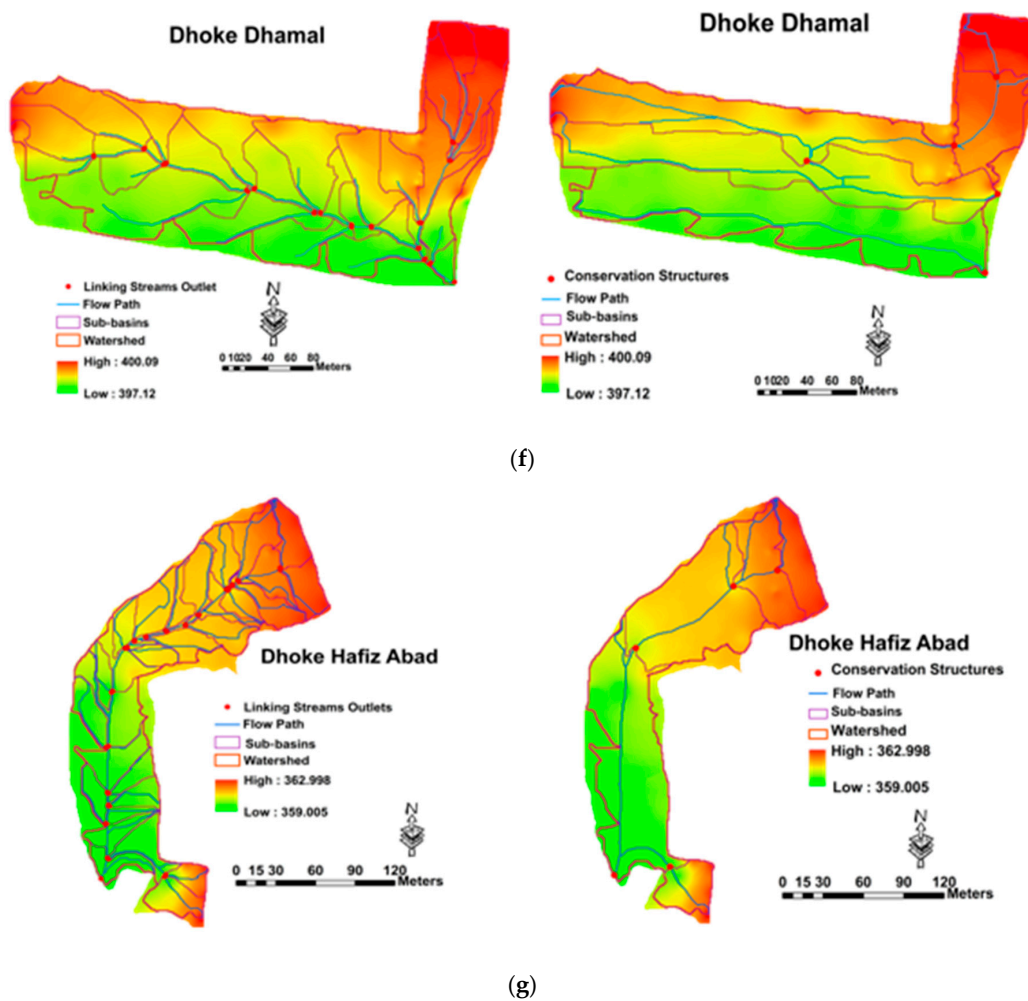 Dhoke Dhamal
Linking Streams Outlet
Flow Path
Sub-basins
Watershed
High : 400.09
Low : 397.12
N
0 1020 40 60 80
Meters
Dhoke Dhamal
Conservation Structures
Flow Path
Sub-basins
Watershed
High : 400.09
Low : 397.12
N
0 1020 40 60 80
Meters
(f)
Dhoke Hafiz Abad
Linking Streams Outlets
Flow Path
Sub-basins
Watershed
High : 362.998
Low : 359.005
N
0 15 30 60 90 120
Meters
Dhoke Hafiz Abad
Conservation Structures
Flow Path
Sub-basins
Watershed
High : 362.998
Low : 359.005
N
0 15 30 60 90 120
Meters
(g)